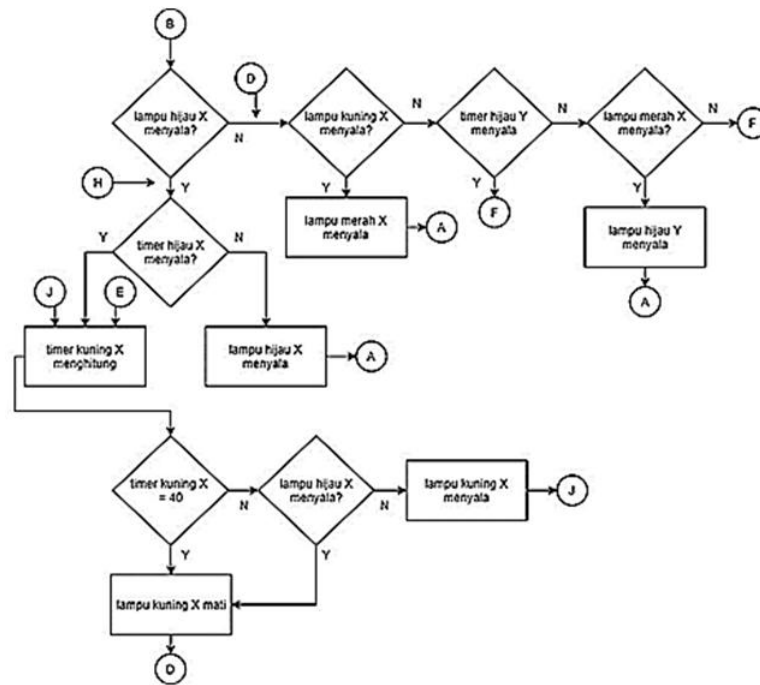 B
D
lampu hijau X
menyala?
N
lampu kuning X
menyala?
N
timer hijau Y
menyala
N
lampu merah X
menyala?
N
F
H
Y
Y
Y
Y
timer hijau X
menyala?
Y
N
lampu merah X
menyala
A
F
lampu hijau Y
menyala
A
J
E
timer kuning X
menghitung
lampu hijau X
menyala
A
timer kuning X
= 40
N
lampu hijau X
menyala?
N
lampu kuning X
menyala
J
Y
Y
lampu kuning X mati
D